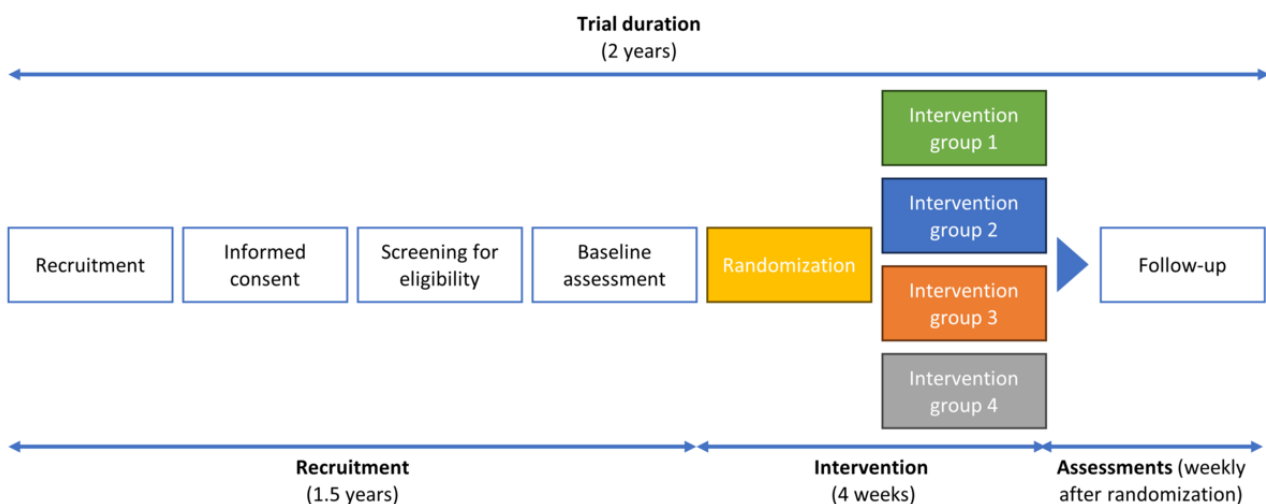 Trial duration
(2 years)
Intervention
group 1
Intervention
group 2
Recruitment
Informed
consent
Screening for
eligibility
Baseline
assessment
Randomization
Follow-up
Intervention
group 3
Intervention
group 4
Recruitment
(1.5 years)
Intervention
(4 weeks)
Assessments (weekly
after randomization)